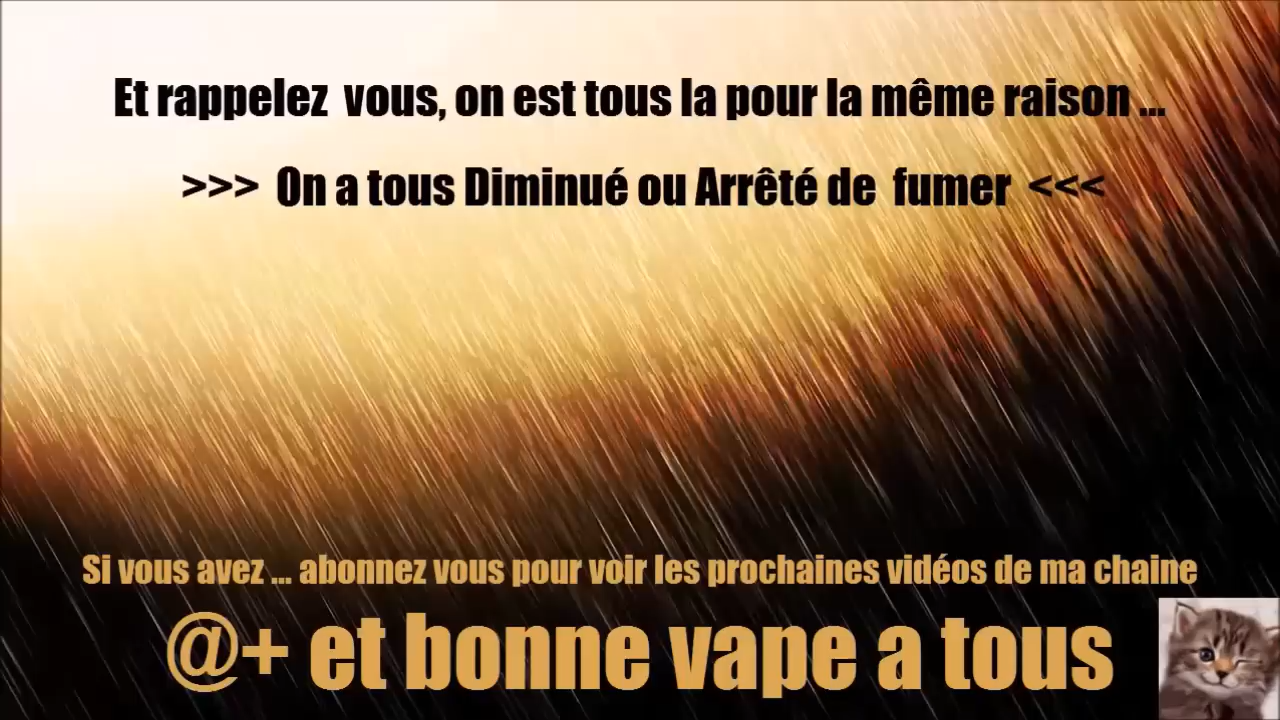 Et rappelez vous, on est tous la pour la même raison ...
>>> On a tous Diminué ou Arrêté de fumer <<<
Si vous avez ... abonnez vous pour voir les prochaines vidéos de ma chaine
@+ et bonne vape a tous